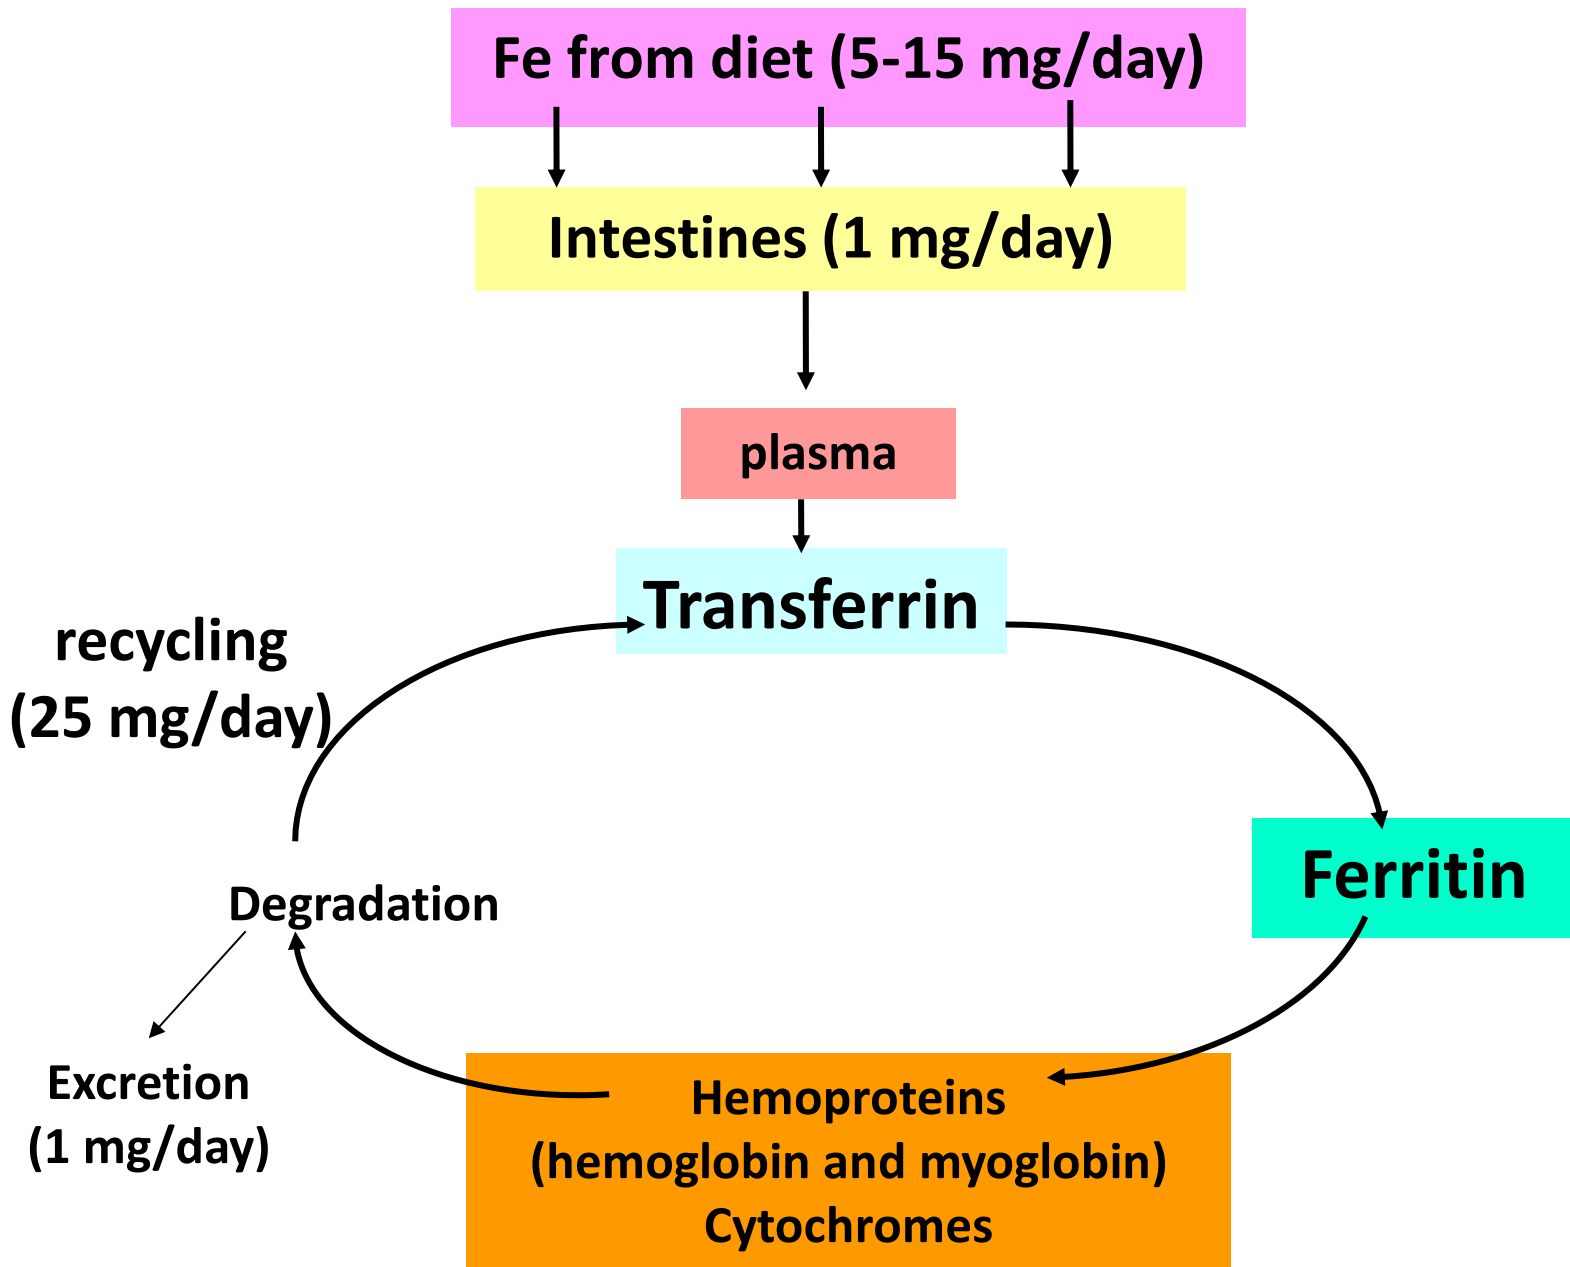 Fe from diet (5-15 mg/day)
Intestines (1 mg/day)
plasma
Transferrin
recycling
(25 mg/day)
Ferritin
Degradation
Excretion
(1 mg/day)
Hemoproteins
(hemoglobin and myoglobin)
Cytochromes